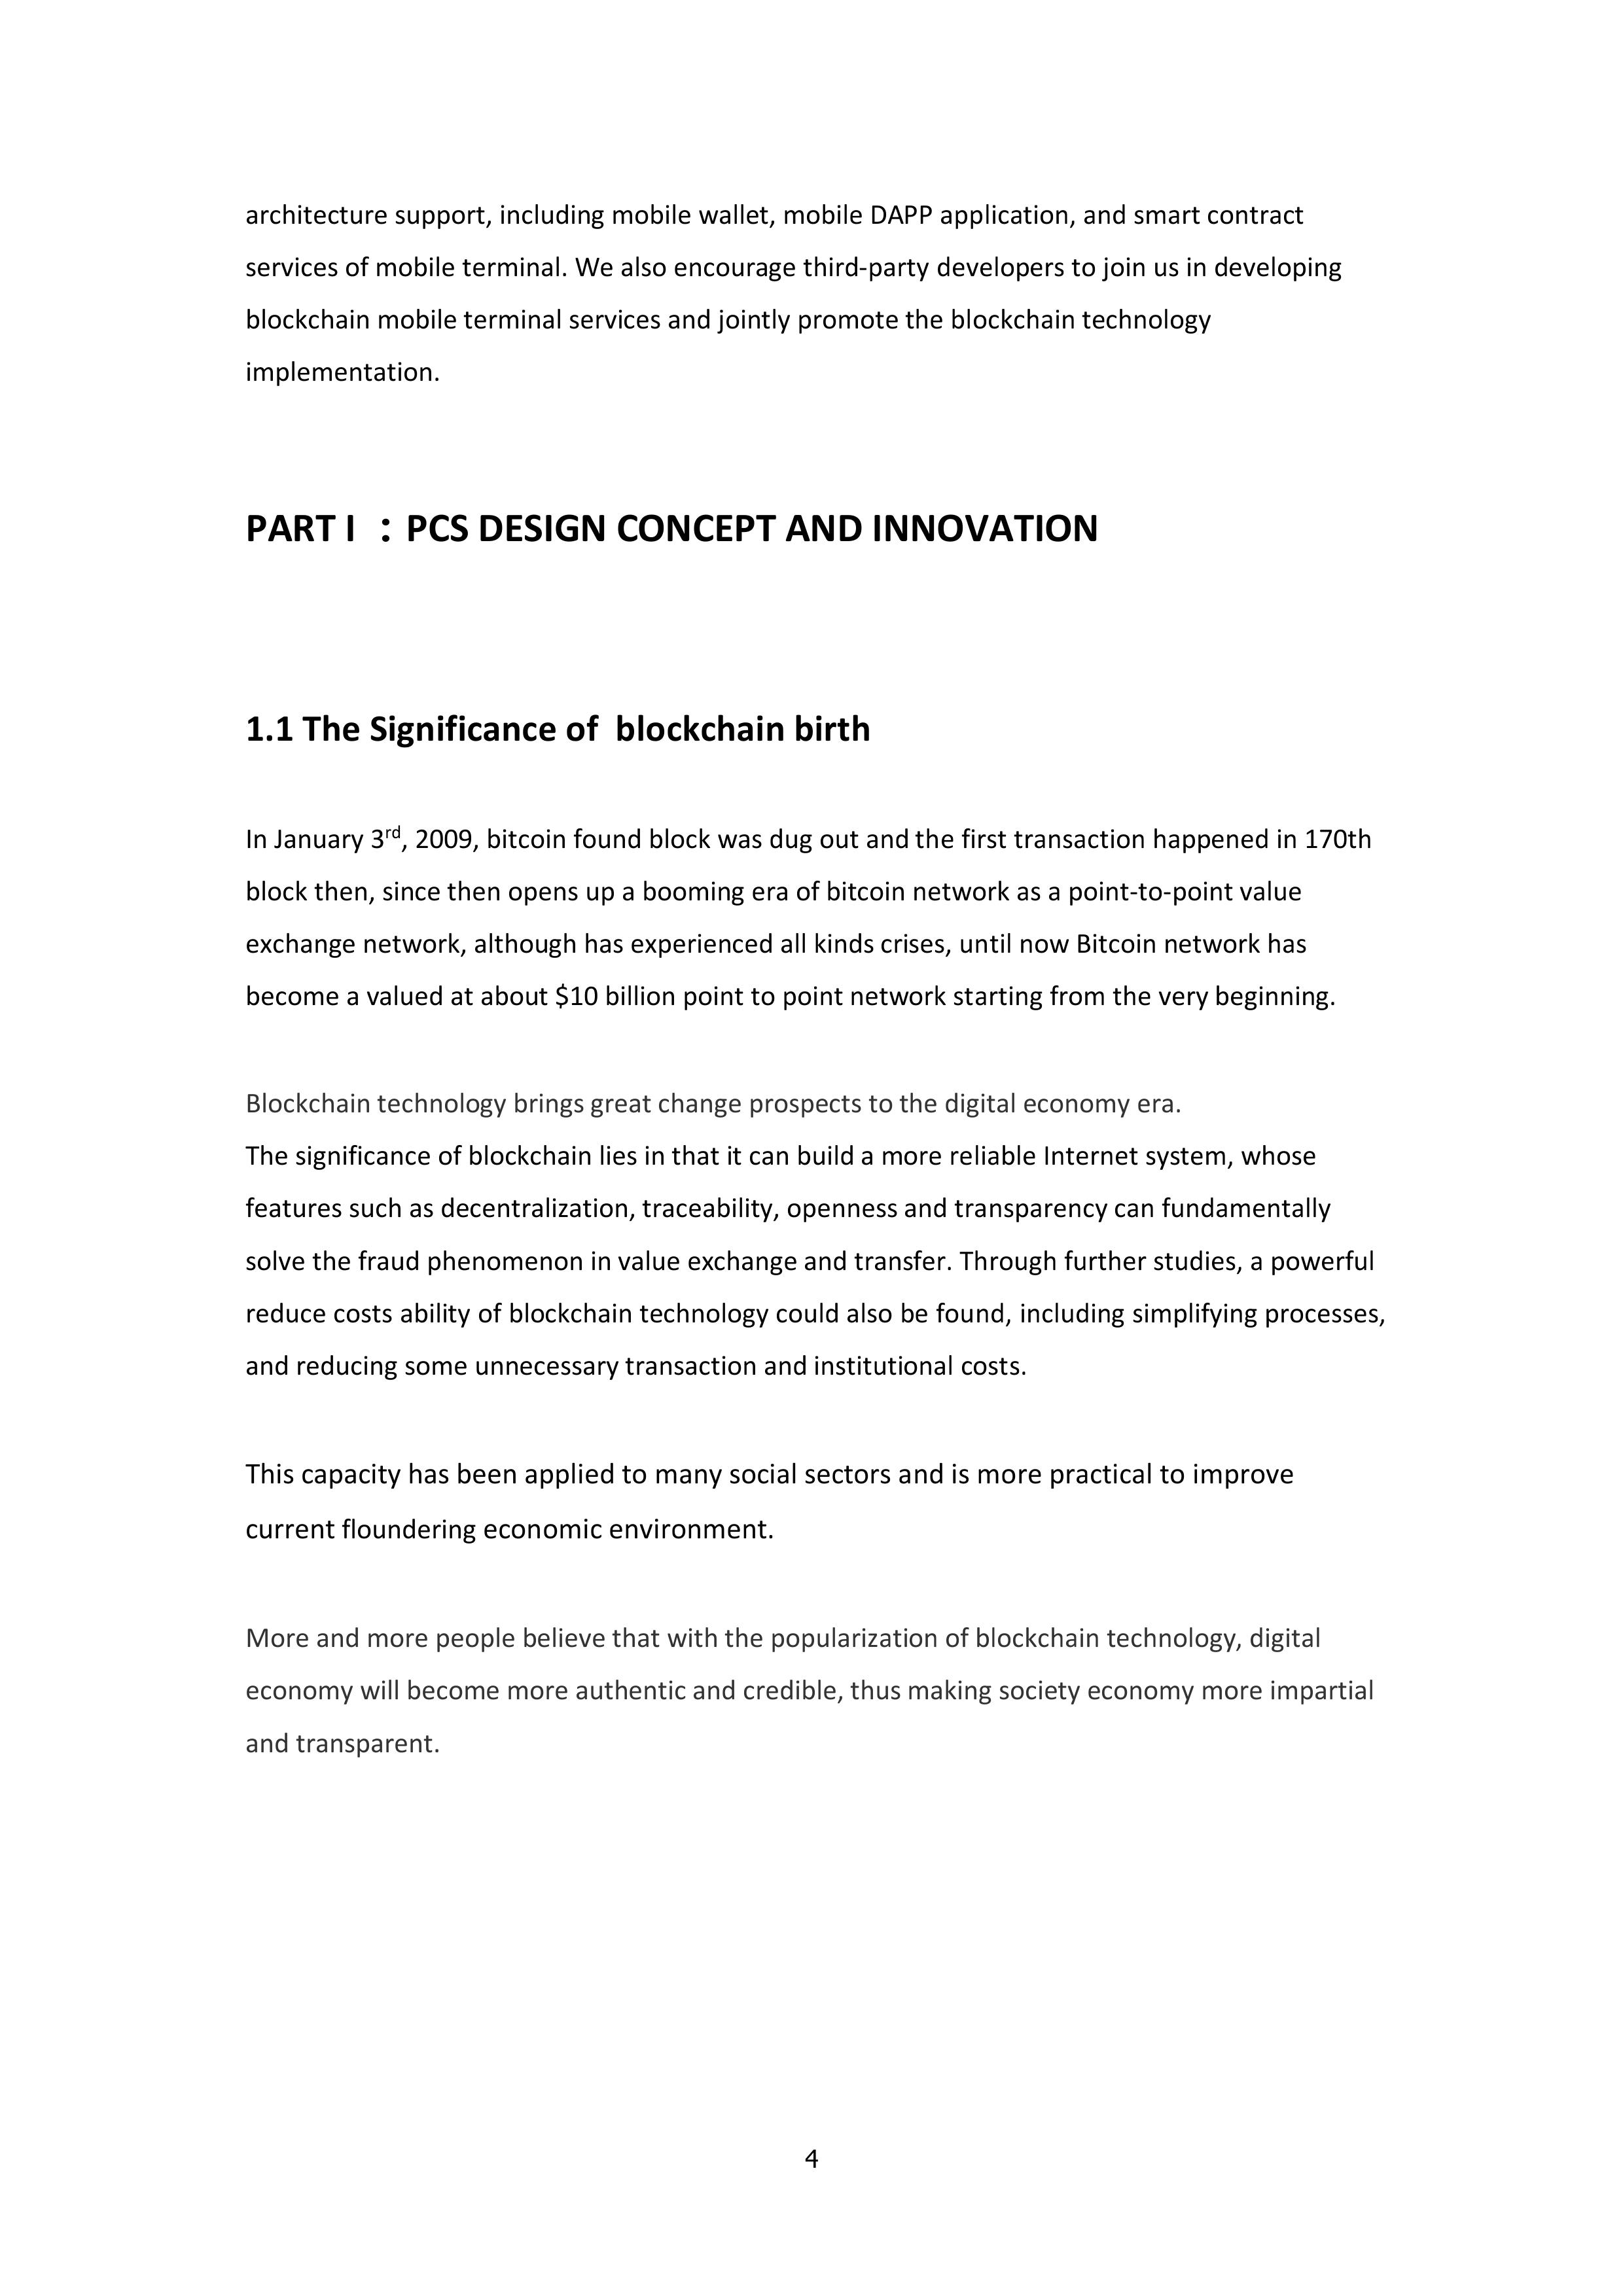 architecture support, including mobile wallet, mobile DAPP application, and smart contract
services of mobile terminal. We also encourage third-party developers to join us in developing
blockchain mobile terminal services and jointly promote the blockchain technology
implementation.
PART I ：PCS DESIGN CONCEPT AND INNOVATION
1.1 The Significance of  blockchain birth
In January 3rd, 2009, bitcoin found block was dug out and the first transaction happened in 170th
block then, since then opens up a booming era of bitcoin network as a point-to-point value
exchange network, although has experienced all kinds crises, until now Bitcoin network has
become a valued at about $10 billion point to point network starting from the very beginning.
Blockchain technology brings great change prospects to the digital economy era.
The significance of blockchain lies in that it can build a more reliable Internet system, whose
features such as decentralization, traceability, openness and transparency can fundamentally
solve the fraud phenomenon in value exchange and transfer. Through further studies, a powerful
reduce costs ability of blockchain technology could also be found, including simplifying processes,
and reducing some unnecessary transaction and institutional costs.
This capacity has been applied to many social sectors and is more practical to improve
current floundering economic environment.
More and more people believe that with the popularization of blockchain technology, digital
economy will become more authentic and credible, thus making society economy more impartial
and transparent.
4